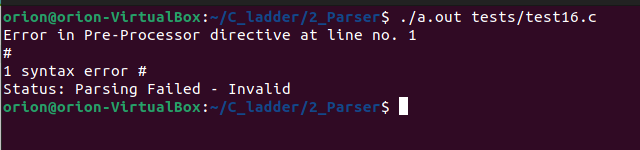 orion@orion-VirtualBox:~/C_ladder/2_Parser$ ./a.out tests/test16.c
Error in Pre-Processor directive at line no. 1
#
1 syntax error #
Status: Parsing Failed - Invalid
orion@orion-VirtualBox:~/C_ladder/2_Parser$